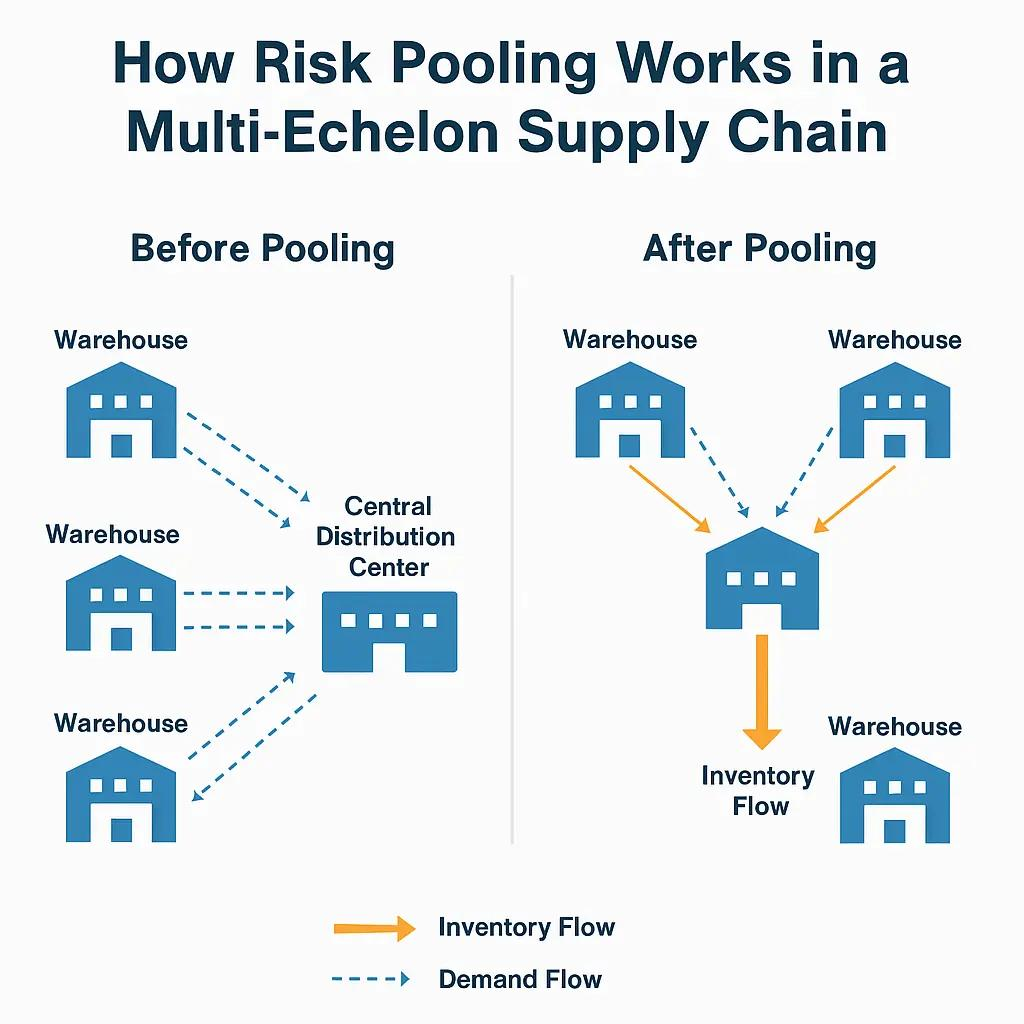 How Risk Pooling Works in a
Multi-Echelon Supply Chain
Before Pooling
Warehouse
Warehouse
Central
Distribution
Center
Warehouse
After Pooling
Warehouse
Warehouse
Warehouse
Inventory
Flow
Inventory Flow
Demand Flow